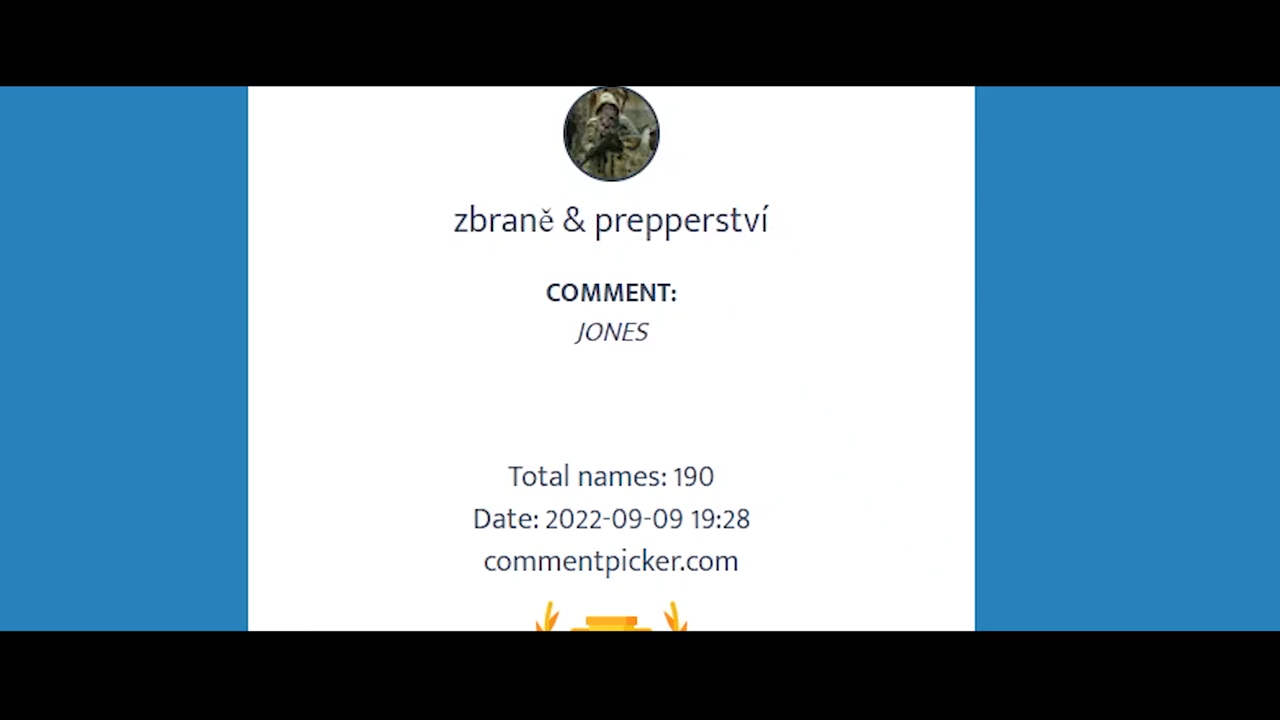 zbraně & prepperství
COMMENT:
JONES
Total names: 190
Date: 2022-09-09 19:28
commentpicker.com